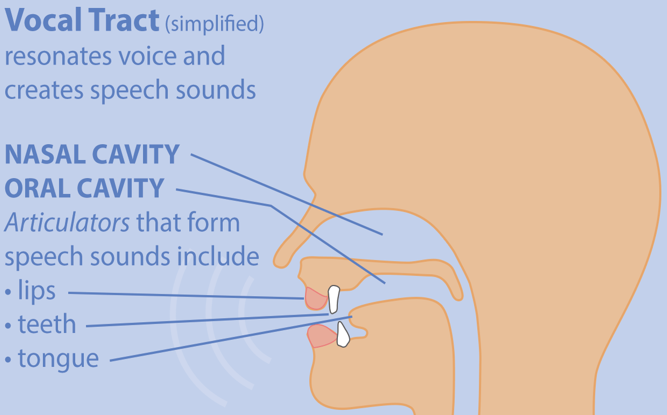 Vocal Tract (simplified)
resonates voice and
creates speech sounds
NASAL CAVITY
ORAL CAVITY
Articulators that form
speech sounds include
• lips
• teeth
• tongue